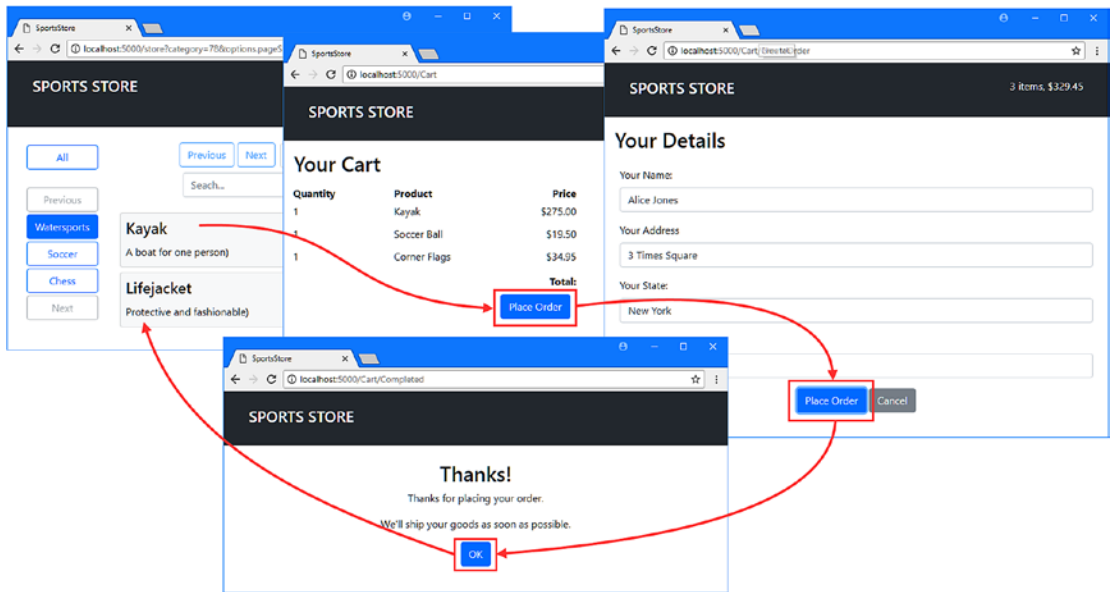 SportsStore
localhost:5000/store?category=78&options.pageS
SPORTS STORE
All
Previous
Watersports
Soccer
Chess
Next
Previous Next
Seach...
Kayak
A boat for one person)
Lifejacket
Protective and fashionable)
SportsStore
localhost:5000/Cart
SPORTS STORE
Your Cart
Quantity Product Price
1 Kayak $275.00
1 Soccer Ball $19.50
1 Corner Flags $34.95
Total:
Place Order
SportsStore
localhost:5000/Cart/CreateOrder
SPORTS STORE
3 items, $329.45
Your Details
Your Name:
Alice Jones
Your Address
3 Times Square
Your State:
New York
Place Order Cancel
SportsStore
localhost:5000/Cart/Completed
SPORTS STORE
Thanks!
Thanks for placing your order.
We'll ship your goods as soon as possible.
OK